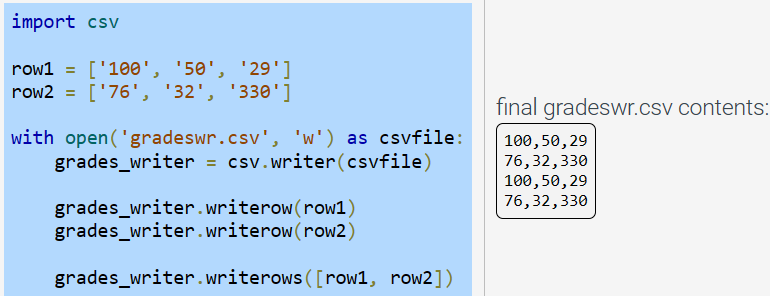 import csv
row1 = ['100', '50', '29']
row2 = ['76', '32', '330']
with open('gradeswr.csv', 'w') as csvfile:
    grades_writer = csv.writer(csvfile)
    grades_writer.writerow(row1)
    grades_writer.writerow(row2)
    grades_writer.writerows([row1, row2])
final gradeswr.csv contents:
100,50,29
76,32,330
100,50,29
76,32,330